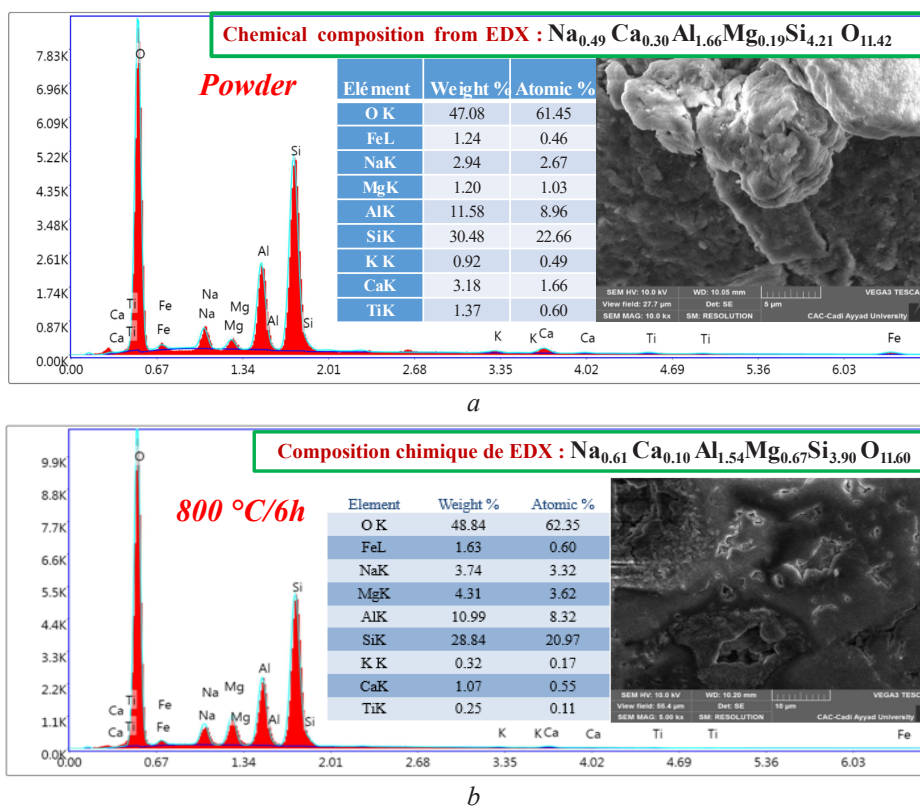 Chemical composition from EDX : Na0.49 Ca0.30 Al1.66Mg0.19Si4.21 O11.42
Powder
7.83K
6.96K
6.09K
5.22K
4.35K
3.48K
2.61K
1.74K
0.87K
0.00K
O
Si
Al
Na
Mg
Fe
Ti
Ca
Ca
Ti
Fe
Na
Mg
Al
Si
K
K
Ca
Ca
Ti
Ti
Fe
0.67
1.34
2.01
2.68
3.35
4.02
4.69
5.36
6.03
Elément Weight % Atomic %
O K 47.08 61.45
FeL 1.24 0.46
NaK 2.94 2.67
MgK 1.20 1.03
AlK 11.58 8.96
SiK 30.48 22.66
K K 0.92 0.49
CaK 3.18 1.66
TiK 1.37 0.60
SEM HV: 10.0 kV WD: 10.05 mm VEGA3 TESCA
View field: 27.7 µm Det: SE 5 µm
SEM MAG: 10.0 kx SM: RESOLUTION CAC-Cadi Ayyad University
a
Composition chimique de EDX : Na0.61 Ca0.10 Al1.54Mg0.67Si3.90 O11.60
800 °C/6h
9.9K
8.8K
7.7K
6.6K
5.5K
4.4K
3.3K
2.2K
1.1K
0.00K
O
Si
Al
Na
Mg
Fe
Ti
Ca
Ca
Ti
Fe
Na
Mg
Al
Si
K
K
Ca
Ca
Ti
Ti
Fe
0.00
0.67
1.34
2.01
2.68
3.35
4.02
4.69
5.36
6.03
Element Weight % Atomic %
O K 48.84 62.35
FeL 1.63 0.60
NaK 3.74 3.32
MgK 4.31 3.62
AlK 10.99 8.32
SiK 28.84 20.97
K K 0.32 0.17
CaK 1.07 0.55
TiK 0.25 0.11
SEM HV: 10.0 kV WD: 10.20 mm VEGA3 TESC
View field: 55.4 µm Det: SE 10 µm
SEM MAG: 5.00 kx SM: RESOLUTION CAC-Cadi Ayyad University
b